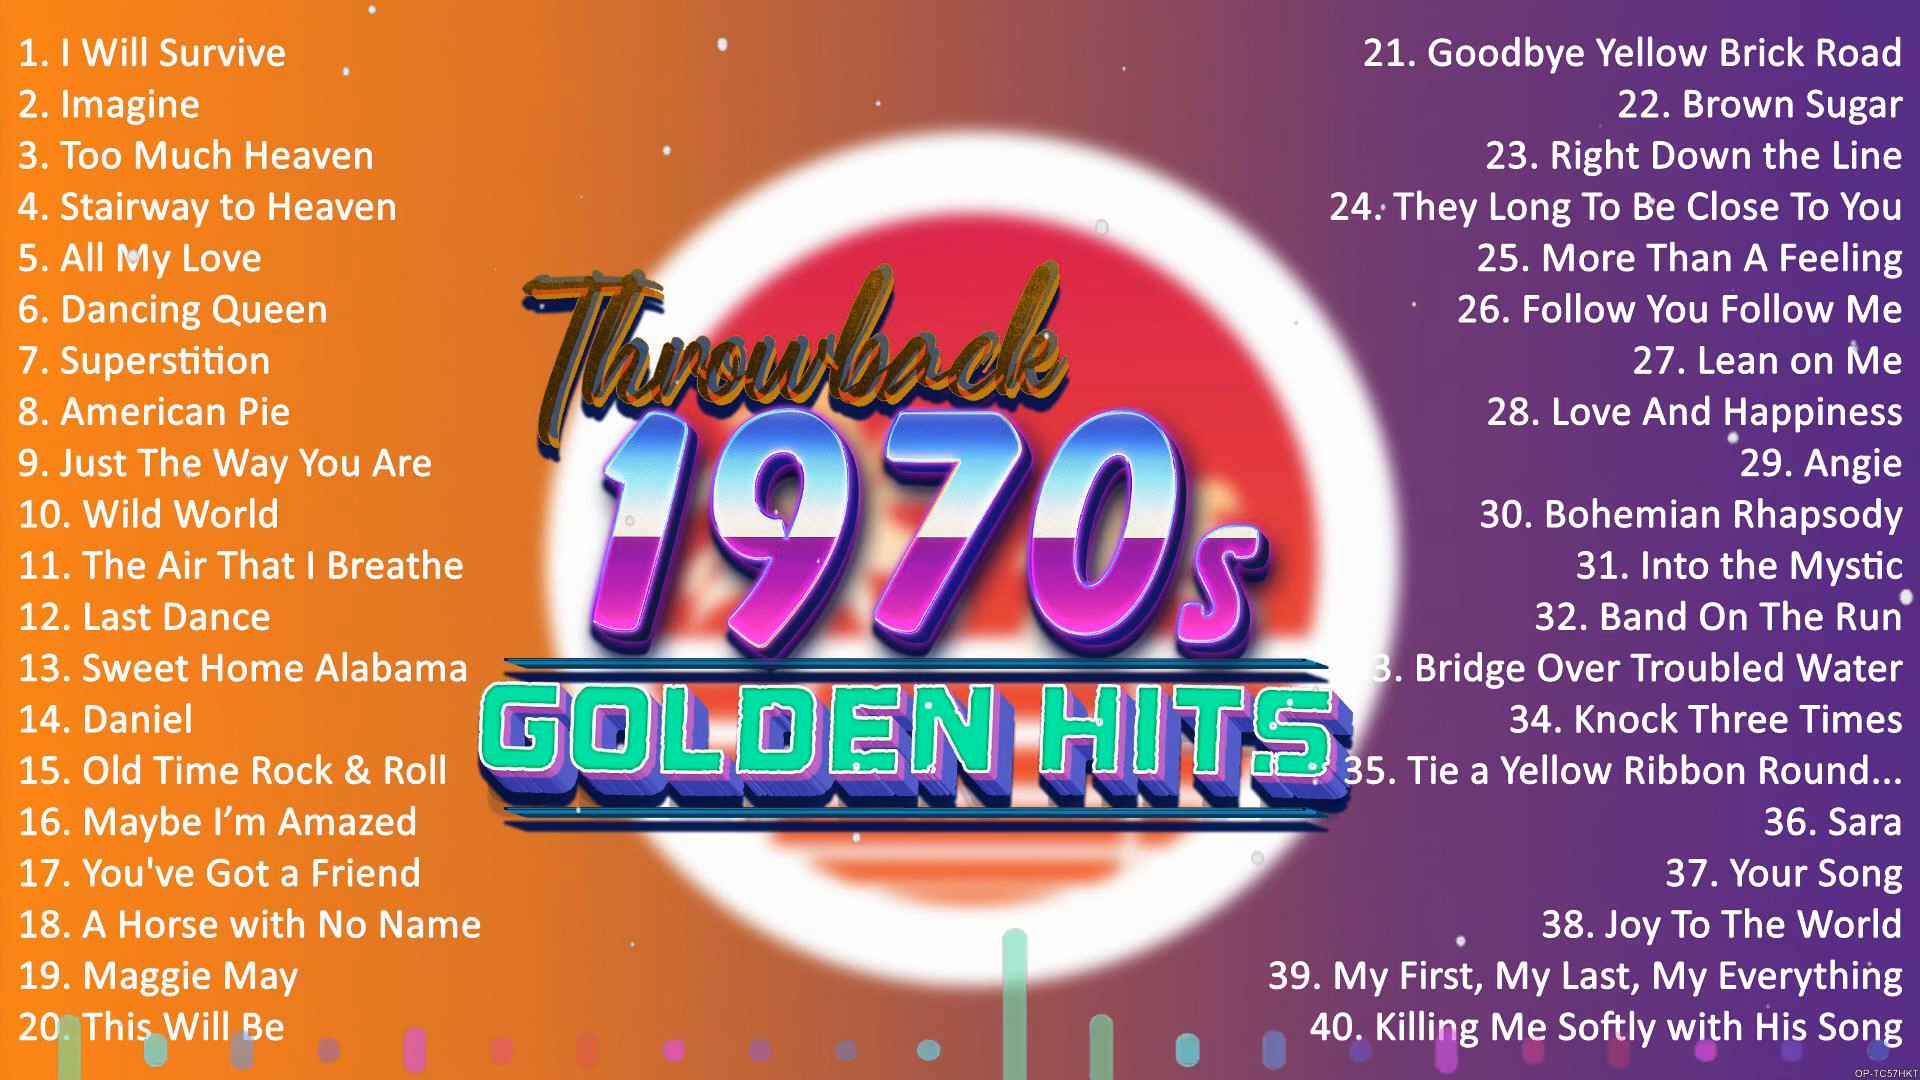 1. I Will Survive
2. Imagine
3. Too Much Heaven
4. Stairway to Heaven
5. All My Love
6. Dancing Queen
7. Superstition
8. American Pie
9. Just The Way You Are
10. Wild World
11. The Air That I Breathe
12. Last Dance
13. Sweet Home Alabama
14. Daniel
15. Old Time Rock & Roll
16. Maybe I’m Amazed
17. You've Got a Friend
18. A Horse with No Name
19. Maggie May
20. This Will Be
Throwback
1970s
GOLDEN HITS
21. Goodbye Yellow Brick Road
22. Brown Sugar
23. Right Down the Line
24. They Long To Be Close To You
25. More Than A Feeling
26. Follow You Follow Me
27. Lean on Me
28. Love And Happiness
29. Angie
30. Bohemian Rhapsody
31. Into the Mystic
32. Band On The Run
33. Bridge Over Troubled Water
34. Knock Three Times
35. Tie a Yellow Ribbon Round...
36. Sara
37. Your Song
38. Joy To The World
39. My First, My Last, My Everything
40. Killing Me Softly with His Song
OP-TC57HKT